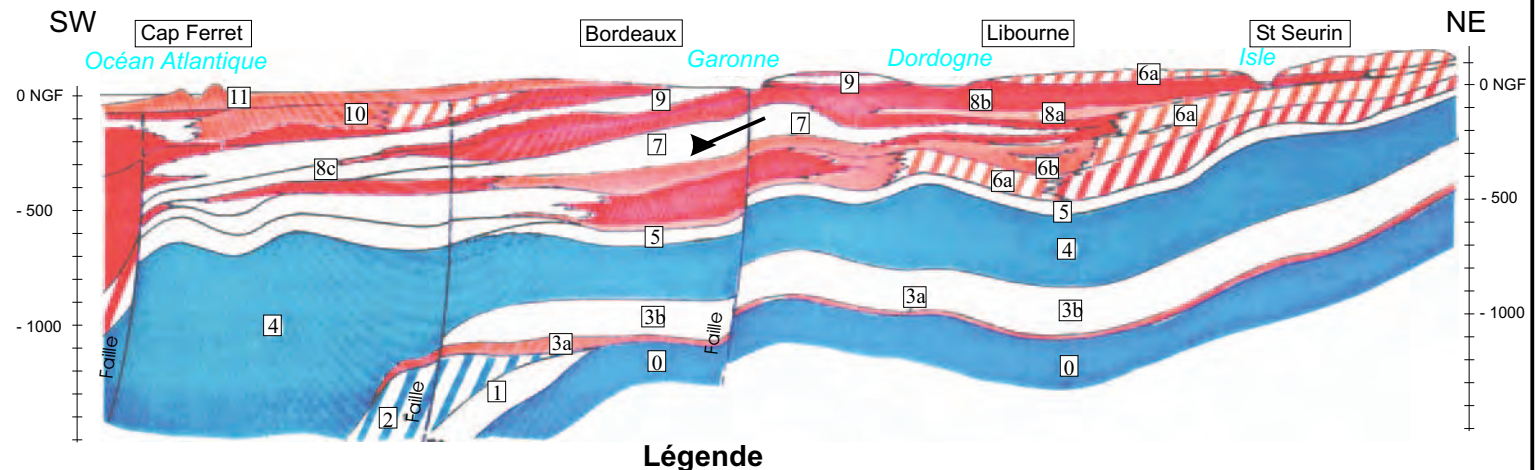 SW NE
Cap Ferret Bordeaux Libourne St Seurin
Océan Atlantique Garonne Dordogne Isle
6a
9
0 NGF 0 NGF
11 9 8b
10 8a 6a
7
7
8c 6b
6a
- 500 5 - 500
5
4
3a
- 1000 4 3b 3b - 1000
3a
Faille Faille 0 0
1
2 Faille
Légende